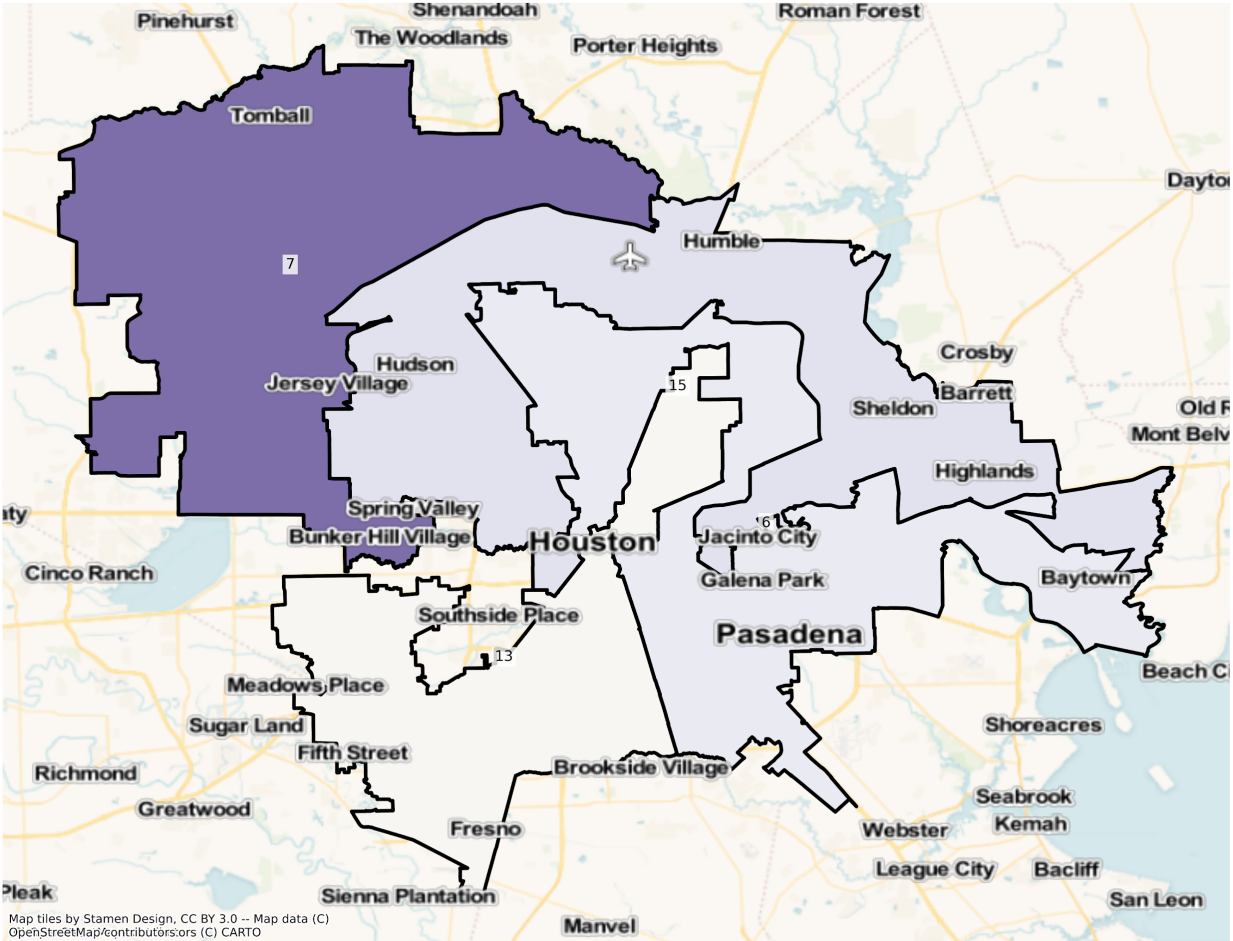 Shenandoah
Roman Forest
Pinehurst
The Woodlands
Porter Heights
Tomball
Dayto
Humble
7
Crosby
Hudson
Jersey Village
15
Barrett
Sheldon
Old R
Mont Belv
Highlands
Spring Valley
aty
6
Bunker Hill Village
Houston
Jacinto City
Cinco Ranch
Galena Park
Baytown
Southside Place
Pasadena
13
Beach C
Meadows Place
Sugar Land
Shoreacres
Fifth Street
Richmond
Brookside Village
Seabrook
Greatwood
Fresno
Kemah
Webster
League City
Bacliff
Pleak
Sienna Plantation
San Leon
Manvel
Map tiles by Stamen Design, CC BY 3.0 -- Map data (C)
OpenStreetMap contributors
(C) CARTO